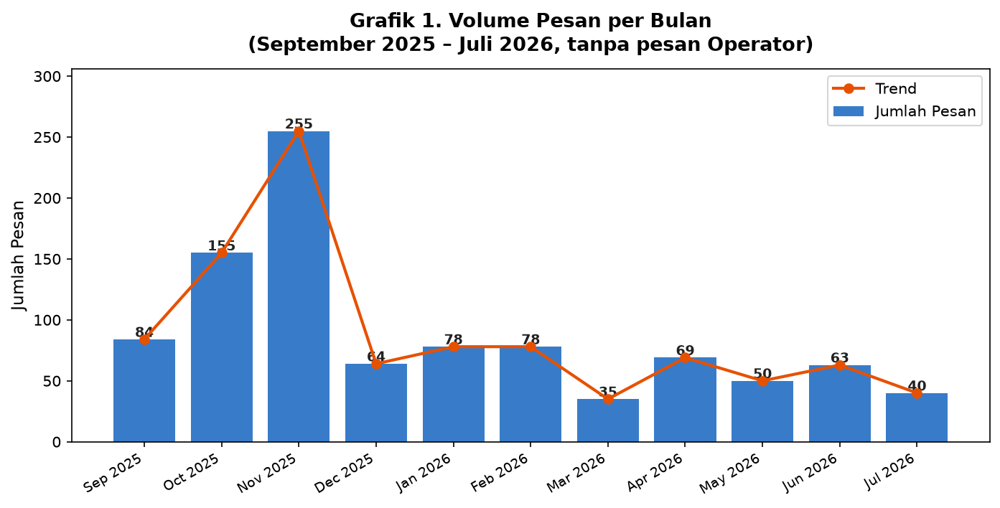 Grafik 1. Volume Pesan per Bulan
(September 2025 – Juli 2026, tanpa pesan Operator)
Trend
Jumlah Pesan
Jumlah Pesan
300
250
200
150
100
50
0
84
155
255
64
78
78
35
69
50
63
40
Sep 2025
Oct 2025
Nov 2025
Dec 2025
Jan 2026
Feb 2026
Mar 2026
Apr 2026
May 2026
Jun 2026
Jul 2026